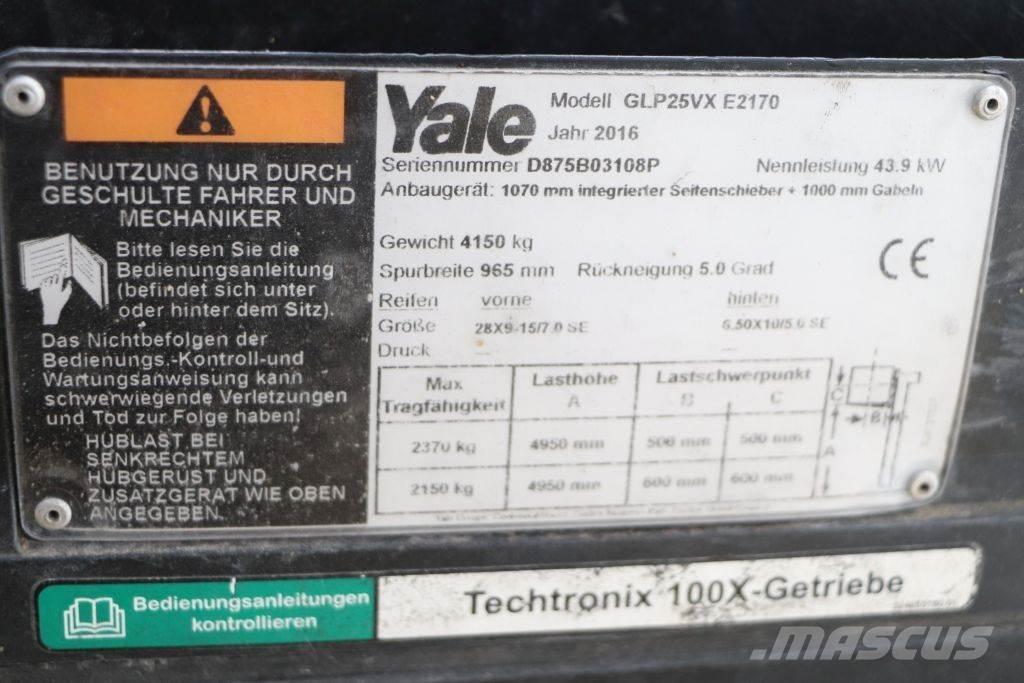 BENUTZUNG NUR DURCH
GESCHULTE FAHRER UND
MECHANIKER
Bitte lesen Sie die
Bedienungsanleitung
(befindet sich unter
oder hinter dem Sitz).
Das Nichtbefolgen der
Bedienungs.-Kontroll-und
Wartungsanweisung kann
schwerwiegende Verletzungen
und Tod zur Folge haben!
HUBLAST BEI
SENKRECHTEM
HUBGERÜST UND
ZUSATZGERÄT WIE OBEN
ANGEGEBEN.
Yale
Modell GLP25VX E2170
Jahr 2016
Seriennummer D875B03108P Nennleistung 43.9 kW
Anbaugerät: 1070 mm integrierter Seitenschieber + 1000 mm Gabeln
Gewicht 4150 kg
Spurbreite 965 mm Rückneigung 5.0 Grad
CE
Reifen vorne hinten
Größe 28X9-15/7.0 SE 6.50X10/5.0 SE
Druck — —
Max Tragfähigkeit Lasthöhe A Lastschwerpunkt B C
2370 kg 4950 mm 500 mm 500 mm
2150 kg 4950 mm 600 mm 600 mm
C
B
A
Bedienungsanleitungen
kontrollieren
Techtronix 100X-Getriebe
MASCUS